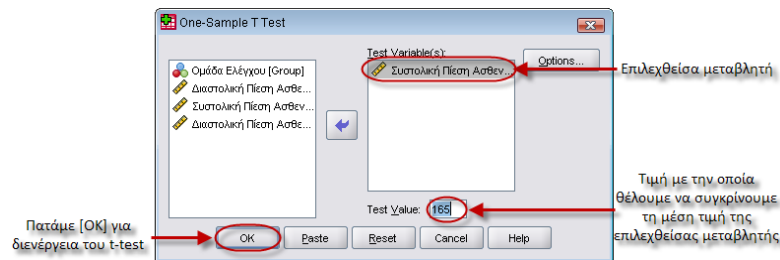 One-Sample T Test
Test Variable(s):
Ομάδα Ελέγχου [Group]
Διαστολική Πίεση Ασθε...
Συστολική Πίεση Ασθεν...
Διαστολική Πίεση Ασθε...
Συστολική Πίεση Ασθεν...
Options...
Επιλεχθείσα μεταβλητή
Test Value: 165
Τιμή με την οποία
θέλουμε να συγκρίνουμε
τη μέση τιμή της
επιλεχθείσας μεταβλητής
Πατάμε [OK] για
διενέργεια του t-test
OK
Paste
Reset
Cancel
Help